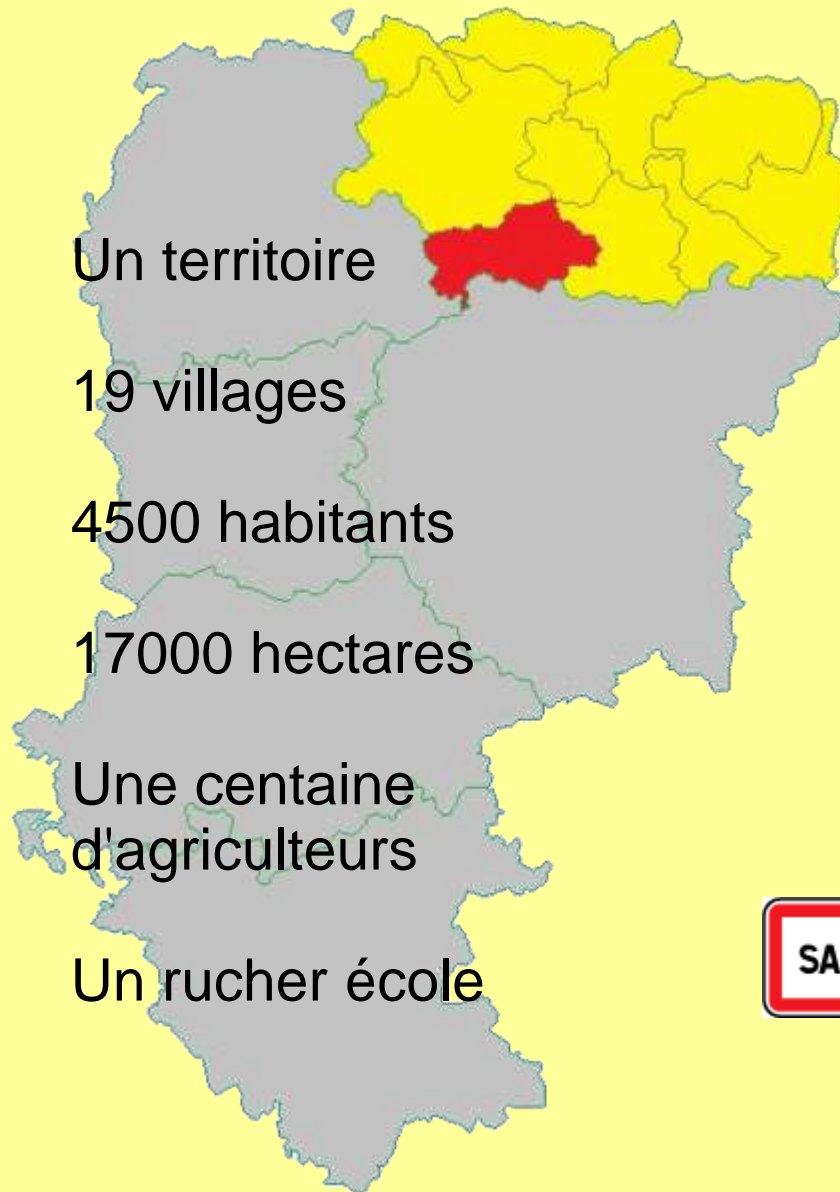 Un territoire
19 villages
4500 habitants
17000 hectares
Une centaine
d'agriculteurs
Un rucher école
SA